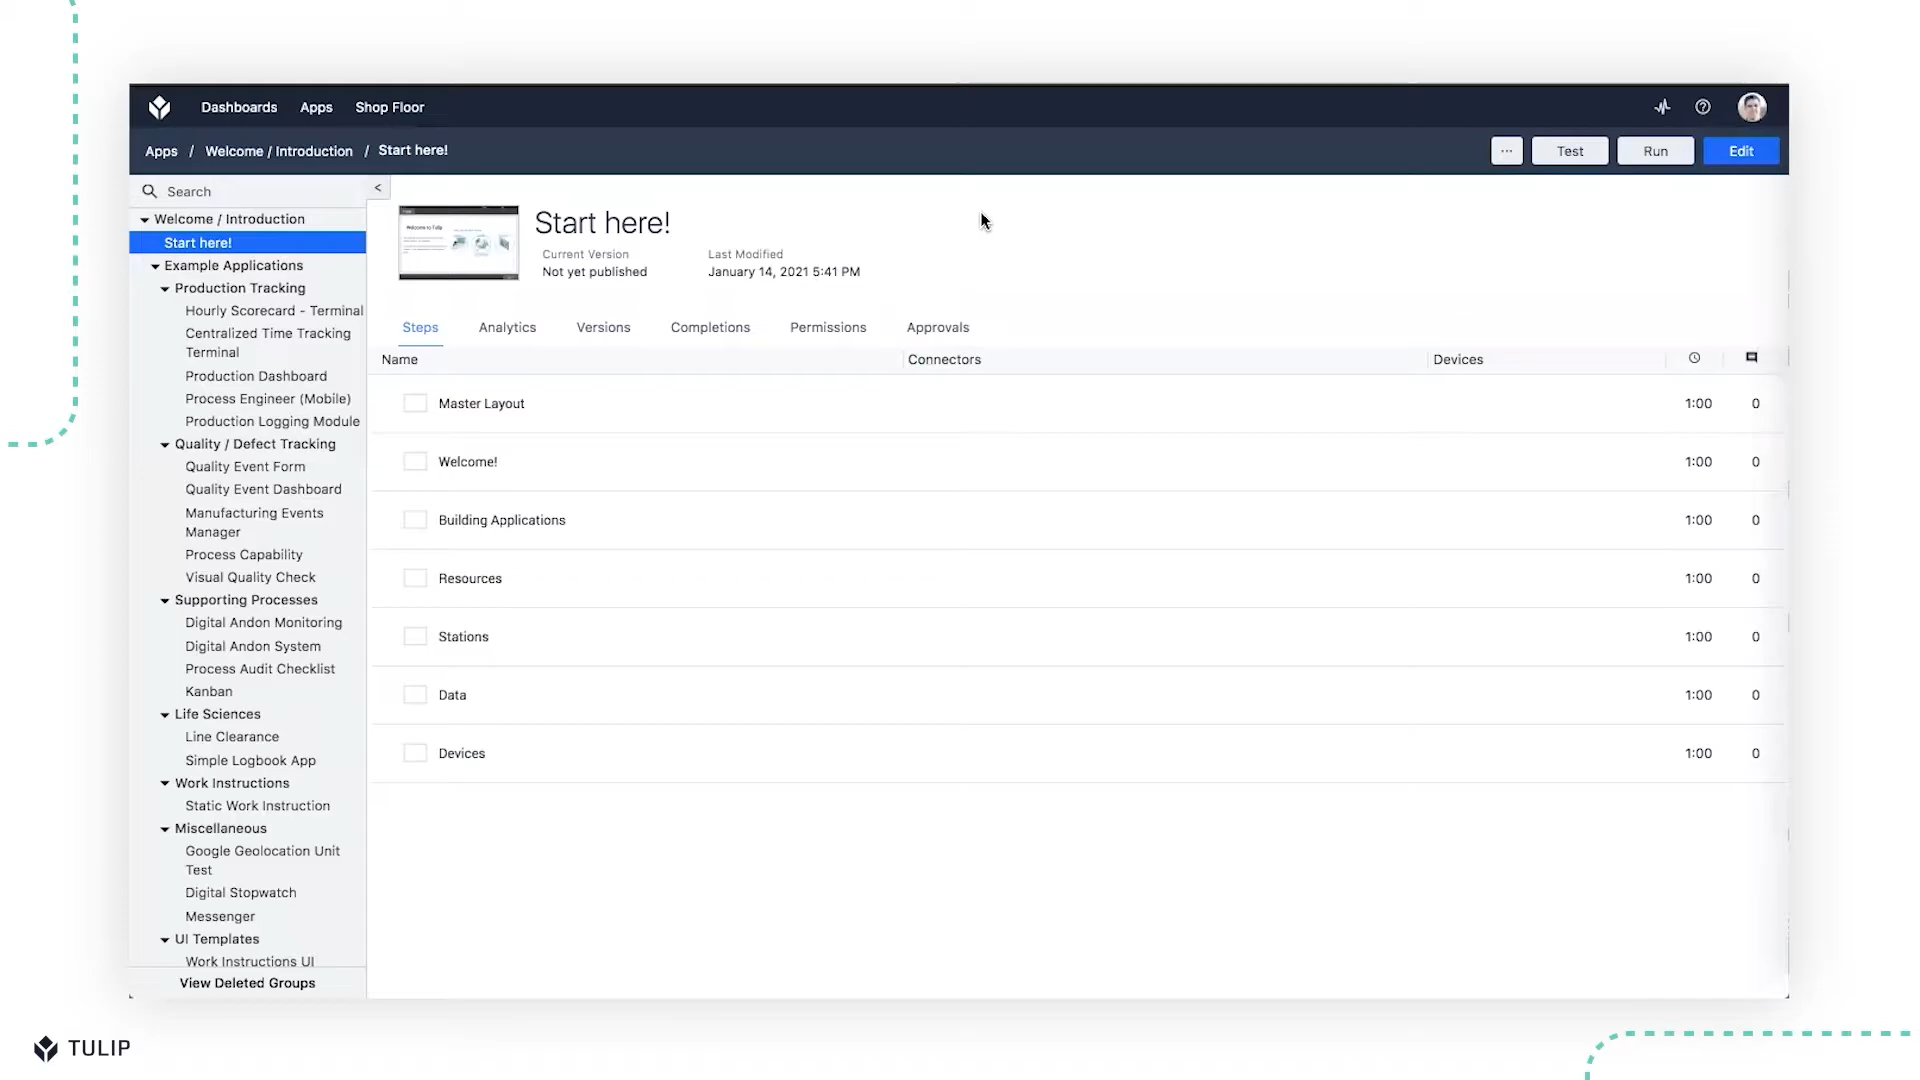 Dashboards Apps Shop Floor
Apps / Welcome / Introduction / Start here!
... Test Run Edit
Search
<
Welcome / Introduction
Start here!
Example Applications
Production Tracking
Hourly Scorecard - Terminal
Centralized Time Tracking
Terminal
Production Dashboard
Process Engineer (Mobile)
Production Logging Module
Quality / Defect Tracking
Quality Event Form
Quality Event Dashboard
Manufacturing Events
Manager
Process Capability
Visual Quality Check
Supporting Processes
Digital Andon Monitoring
Digital Andon System
Process Audit Checklist
Kanban
Life Sciences
Line Clearance
Simple Logbook App
Work Instructions
Static Work Instruction
Miscellaneous
Google Geolocation Unit
Test
Digital Stopwatch
Messenger
UI Templates
Work Instructions UI
View Deleted Groups
Welcome to Tulip
Start here!
Current Version Last Modified
Not yet published January 14, 2021 5:41 PM
Steps Analytics Versions Completions Permissions Approvals
Name Connectors Devices
Master Layout 1:00 0
Welcome! 1:00 0
Building Applications 1:00 0
Resources 1:00 0
Stations 1:00 0
Data 1:00 0
Devices 1:00 0
TULIP